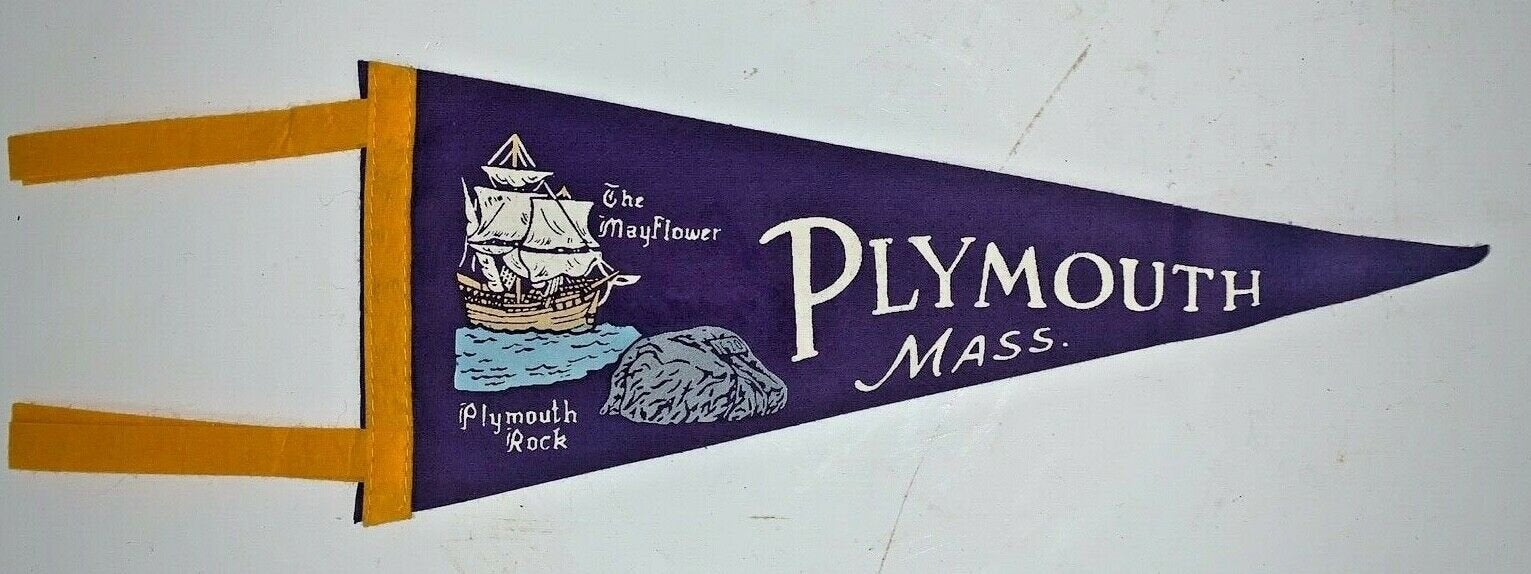 The
Mayflower
PLYMOUTH
MASS.
Plymouth
Rock